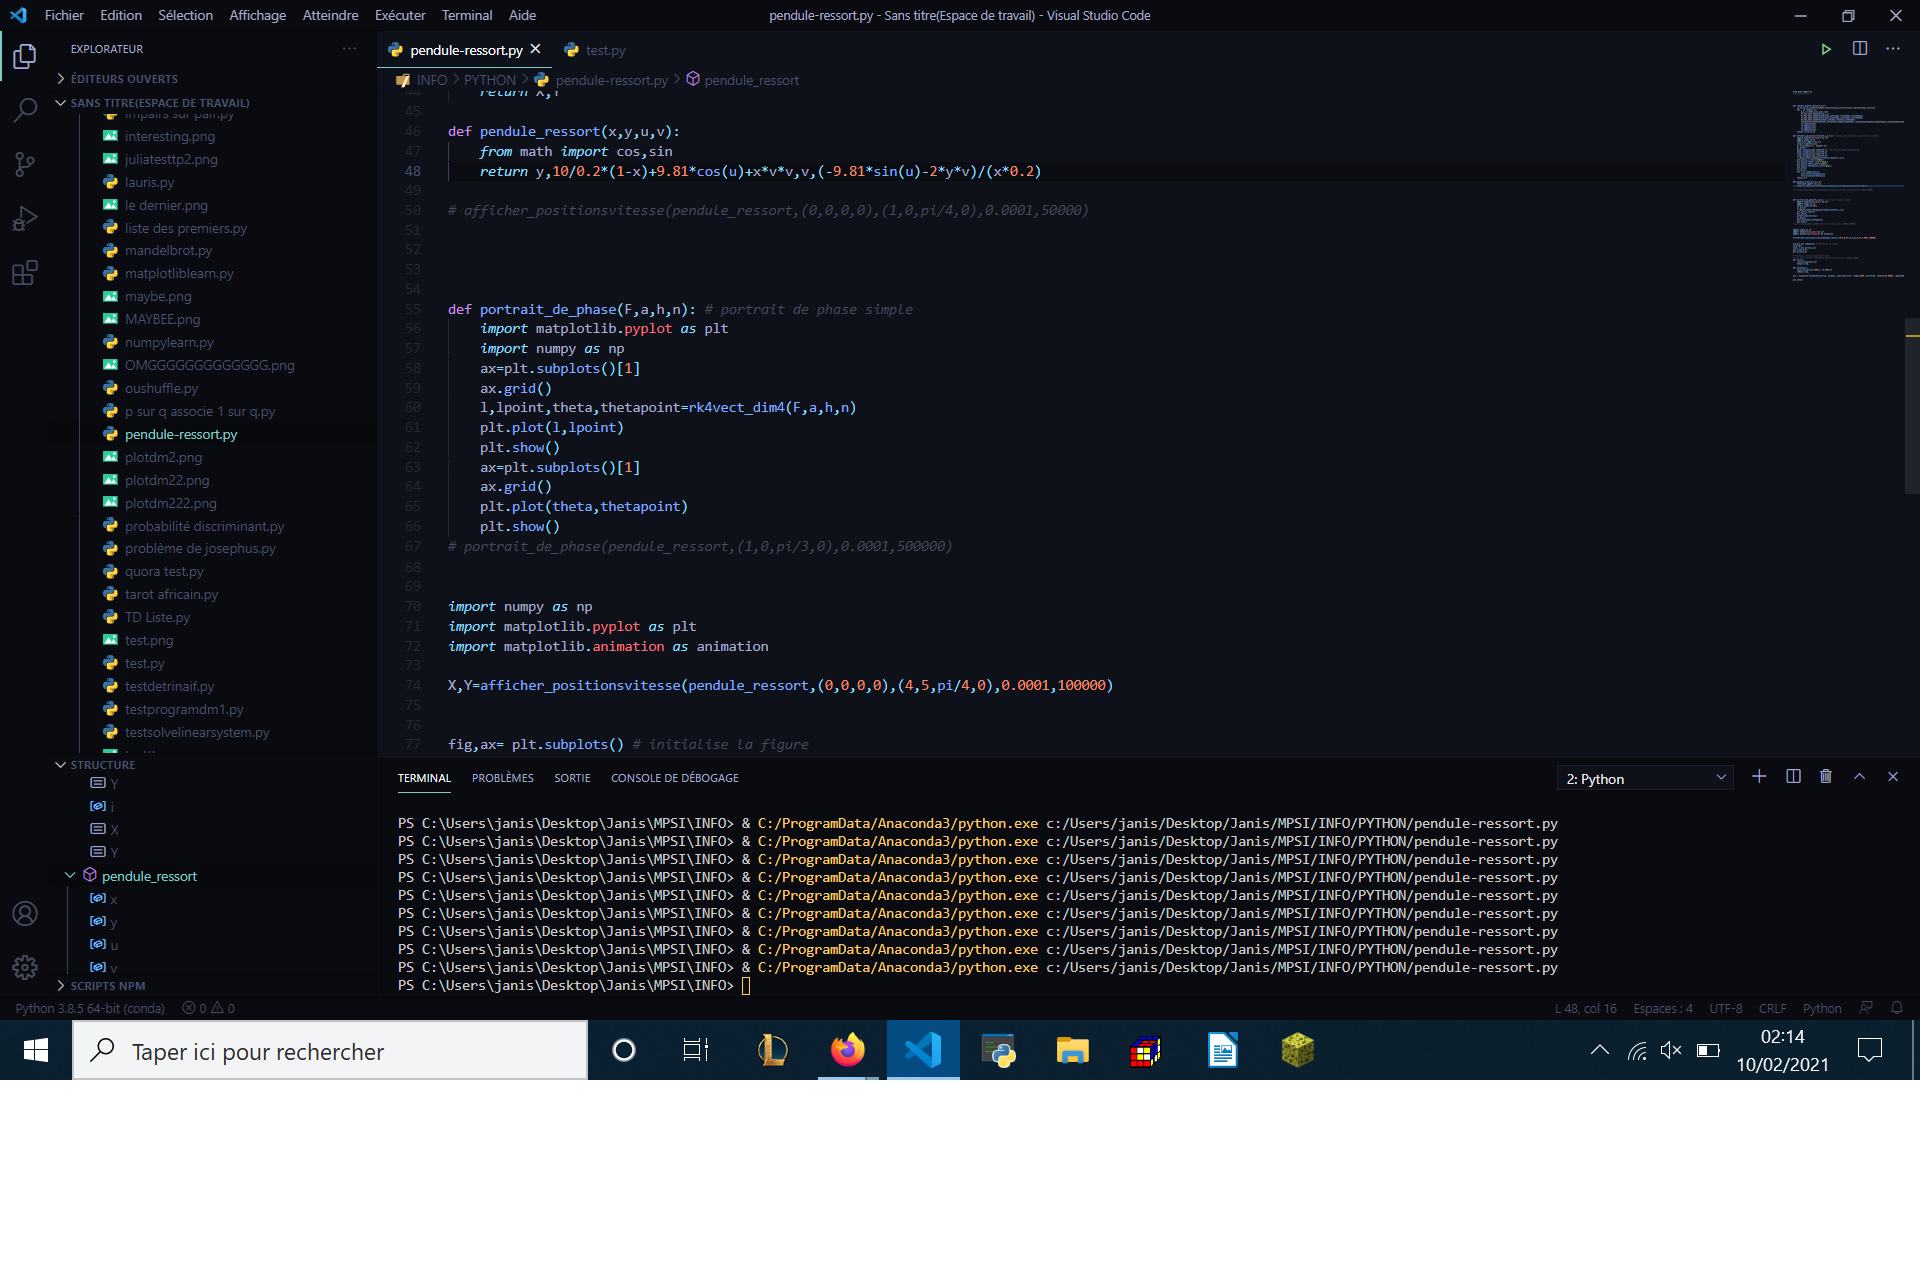 Fichier Edition Sélection Affichage Atteindre Exécuter Terminal Aide
pendule-ressort.py - Sans titre(Espace de travail) - Visual Studio Code
EXPLORATEUR
ÉDITEURS OUVERTS
SANS TITRE(ESPACE DE TRAVAIL)
impairs sur pair.py
interesting.png
juliatesttp2.png
lauris.py
le dernier.png
liste des premiers.py
mandelbrot.py
matplotliblearn.py
maybe.png
MAYBEE.png
numpylearn.py
OMGGGGGGGGGGGGG.png
oushuffle.py
p sur q associe 1 sur q.py
pendule-ressort.py
plotdm2.png
plotdm22.png
plotdm222.png
probabilité discriminant.py
problème de josephus.py
quora test.py
tarot africain.py
TD Liste.py
test.png
test.py
testdetrinaif.py
testprogramdm1.py
testsolvelinearsystem.py
STRUCTURE
Y
i
X
Y
pendule_ressort
x
y
u
v
SCRIPTS NPM
pendule-ressort.py test.py
INFO > PYTHON > pendule-ressort.py > pendule_ressort
44 return X,Y
45
46 def pendule_ressort(x,y,u,v):
47 from math import cos,sin
48 return y,10/0.2*(1-x)+9.81*cos(u)+x*v*v,v,(-9.81*sin(u)-2*y*v)/(x*0.2)
49
50 # afficher_positionsvitesse(pendule_ressort,(0,0,0,0),(1,0,pi/4,0),0.0001,50000)
51
52
53
54
55 def portrait_de_phase(F,a,h,n): # portrait de phase simple
56 import matplotlib.pyplot as plt
57 import numpy as np
58 ax=plt.subplots()[1]
59 ax.grid()
60 l,lpoint,theta,thetapoint=rk4vect_dim4(F,a,h,n)
61 plt.plot(l,lpoint)
62 plt.show()
63 ax=plt.subplots()[1]
64 ax.grid()
65 plt.plot(theta,thetapoint)
66 plt.show()
67 # portrait_de_phase(pendule_ressort,(1,0,pi/3,0),0.0001,500000)
68
69
70 import numpy as np
71 import matplotlib.pyplot as plt
72 import matplotlib.animation as animation
73
74 X,Y=afficher_positionsvitesse(pendule_ressort,(0,0,0,0),(4,5,pi/4,0),0.0001,100000)
75
76
77 fig,ax= plt.subplots() # initialise la figure
TERMINAL PROBLÈMES SORTIE CONSOLE DE DÉBOGAGE
2: Python
PS C:\Users\janis\Desktop\Janis\MPSI\INFO> & C:/ProgramData/Anaconda3/python.exe c:/Users/janis/Desktop/Janis/MPSI/INFO/PYTHON/pendule-ressort.py
PS C:\Users\janis\Desktop\Janis\MPSI\INFO> & C:/ProgramData/Anaconda3/python.exe c:/Users/janis/Desktop/Janis/MPSI/INFO/PYTHON/pendule-ressort.py
PS C:\Users\janis\Desktop\Janis\MPSI\INFO> & C:/ProgramData/Anaconda3/python.exe c:/Users/janis/Desktop/Janis/MPSI/INFO/PYTHON/pendule-ressort.py
PS C:\Users\janis\Desktop\Janis\MPSI\INFO> & C:/ProgramData/Anaconda3/python.exe c:/Users/janis/Desktop/Janis/MPSI/INFO/PYTHON/pendule-ressort.py
PS C:\Users\janis\Desktop\Janis\MPSI\INFO> & C:/ProgramData/Anaconda3/python.exe c:/Users/janis/Desktop/Janis/MPSI/INFO/PYTHON/pendule-ressort.py
PS C:\Users\janis\Desktop\Janis\MPSI\INFO> & C:/ProgramData/Anaconda3/python.exe c:/Users/janis/Desktop/Janis/MPSI/INFO/PYTHON/pendule-ressort.py
PS C:\Users\janis\Desktop\Janis\MPSI\INFO> & C:/ProgramData/Anaconda3/python.exe c:/Users/janis/Desktop/Janis/MPSI/INFO/PYTHON/pendule-ressort.py
PS C:\Users\janis\Desktop\Janis\MPSI\INFO> & C:/ProgramData/Anaconda3/python.exe c:/Users/janis/Desktop/Janis/MPSI/INFO/PYTHON/pendule-ressort.py
PS C:\Users\janis\Desktop\Janis\MPSI\INFO> & C:/ProgramData/Anaconda3/python.exe c:/Users/janis/Desktop/Janis/MPSI/INFO/PYTHON/pendule-ressort.py
PS C:\Users\janis\Desktop\Janis\MPSI\INFO>
Python 3.8.5 64-bit (conda) 0 0
L 48, col 16 Espaces : 4 UTF-8 CRLF Python
Taper ici pour rechercher
02:14
10/02/2021